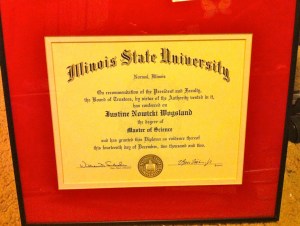 Illinois State University
Normal, Illinois
On recommendation of the President and Faculty,
the Board of Trustees, by virtue of the Authority vested in it,
has conferred on
Justine Nowicki Wogsland
the degree of
Master of Science
and has granted this Diploma as evidence thereof
this day of December, two thousand and